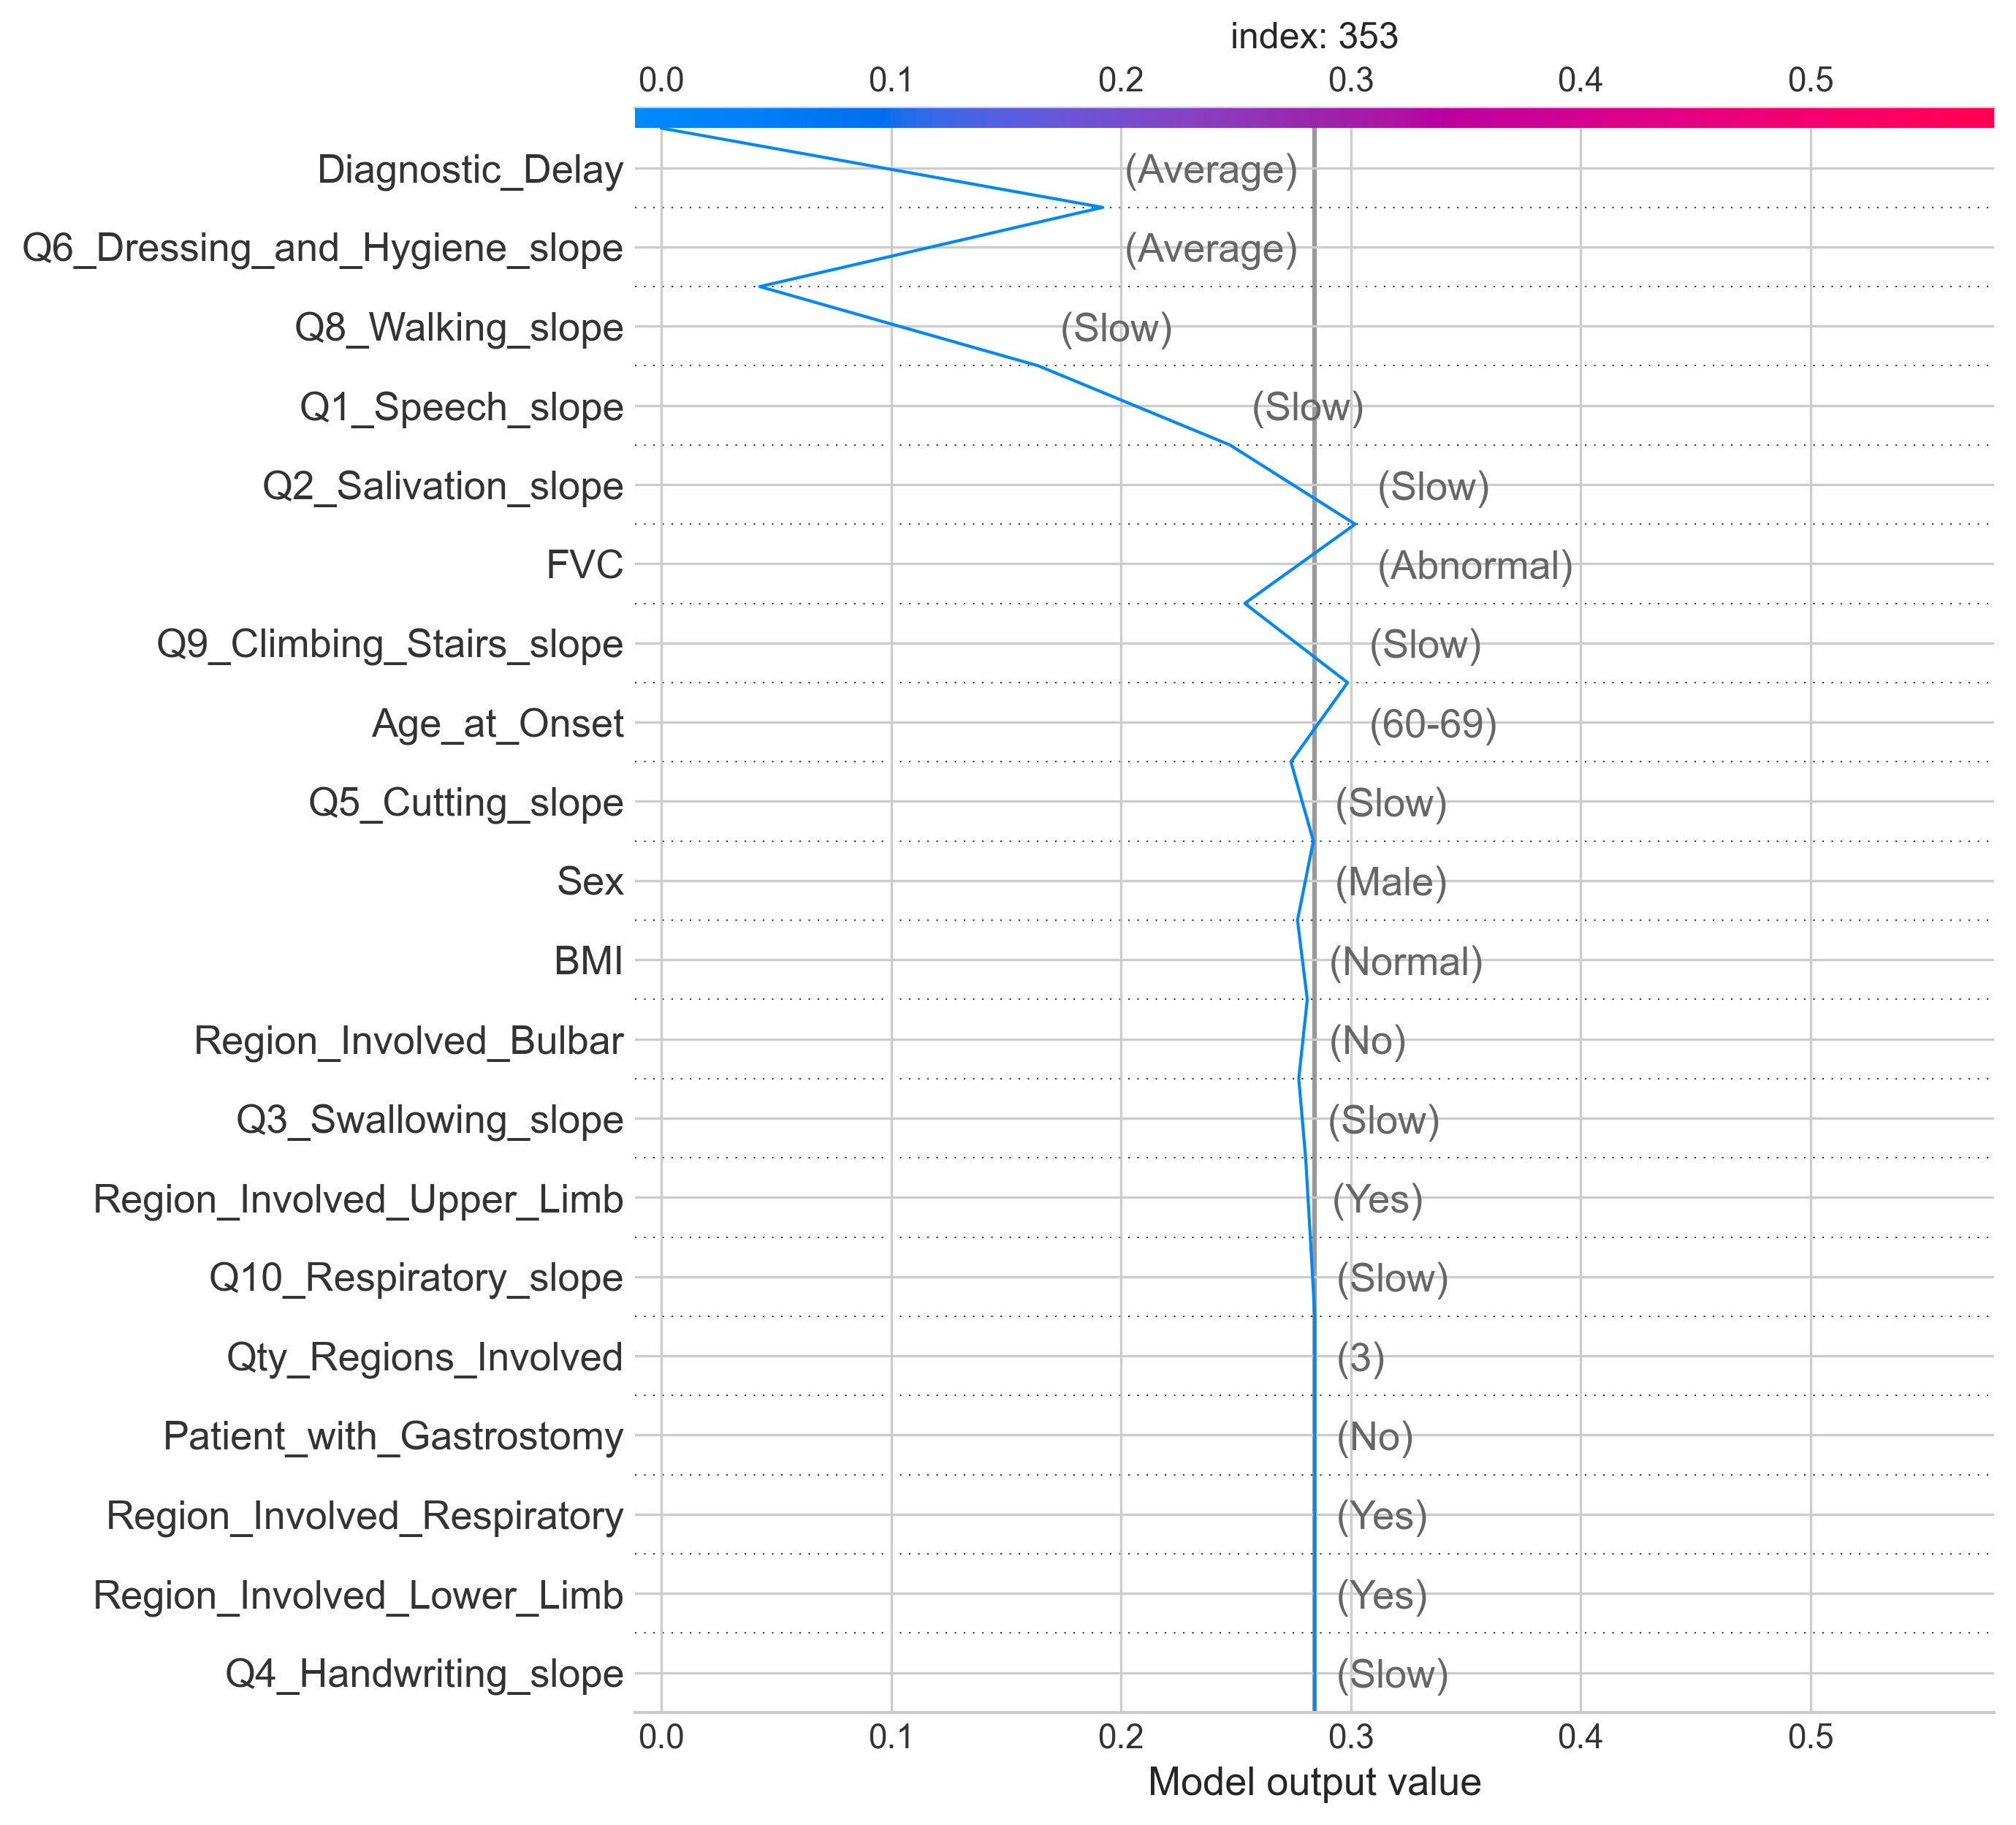 index: 353
0.0 0.1 0.2 0.3 0.4 0.5
Diagnostic_Delay (Average)
Q6_Dressing_and_Hygiene_slope (Average)
Q8_Walking_slope (Slow)
Q1_Speech_slope (Slow)
Q2_Salivation_slope (Slow)
FVC (Abnormal)
Q9_Climbing_Stairs_slope (Slow)
Age_at_Onset (60-69)
Q5_Cutting_slope (Slow)
Sex (Male)
BMI (Normal)
Region_Involved_Bulbar (No)
Q3_Swallowing_slope (Slow)
Region_Involved_Upper_Limb (Yes)
Q10_Respiratory_slope (Slow)
Qty_Regions_Involved (3)
Patient_with_Gastrostomy (No)
Region_Involved_Respiratory (Yes)
Region_Involved_Lower_Limb (Yes)
Q4_Handwriting_slope (Slow)
0.0 0.1 0.2 0.3 0.4 0.5
Model output value